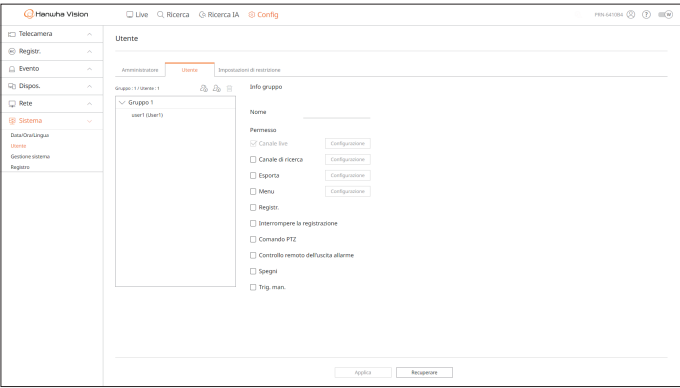 Hanwha Vision
Live
Ricerca
Ricerca IA
Config
PRN-6410B4
W
Telecamera
Registr.
Evento
Dispos.
Rete
Sistema
Data/Ora/Lingua
Utente
Gestione sistema
Registro
Utente
Amministratore
Utente
Impostazioni di restrizione
Gruppo : 1 / Utente : 1
Gruppo 1
user1 (User1)
Info gruppo
Nome
Permesso
Canale live
Configurazione
Canale di ricerca
Configurazione
Esporta
Configurazione
Menu
Configurazione
Registr.
Interrompere la registrazione
Comando PTZ
Controllo remoto dell'uscita allarme
Spegni
Trig. man.
Applica
Recuperare